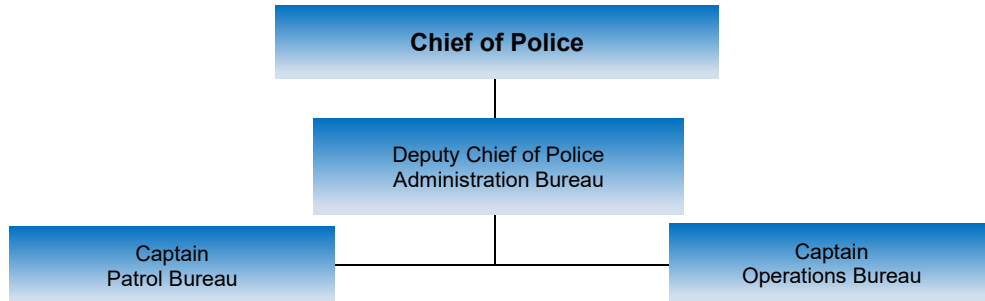 Chief of Police
Deputy Chief of Police
Administration Bureau
Captain
Patrol Bureau
Captain
Operations Bureau